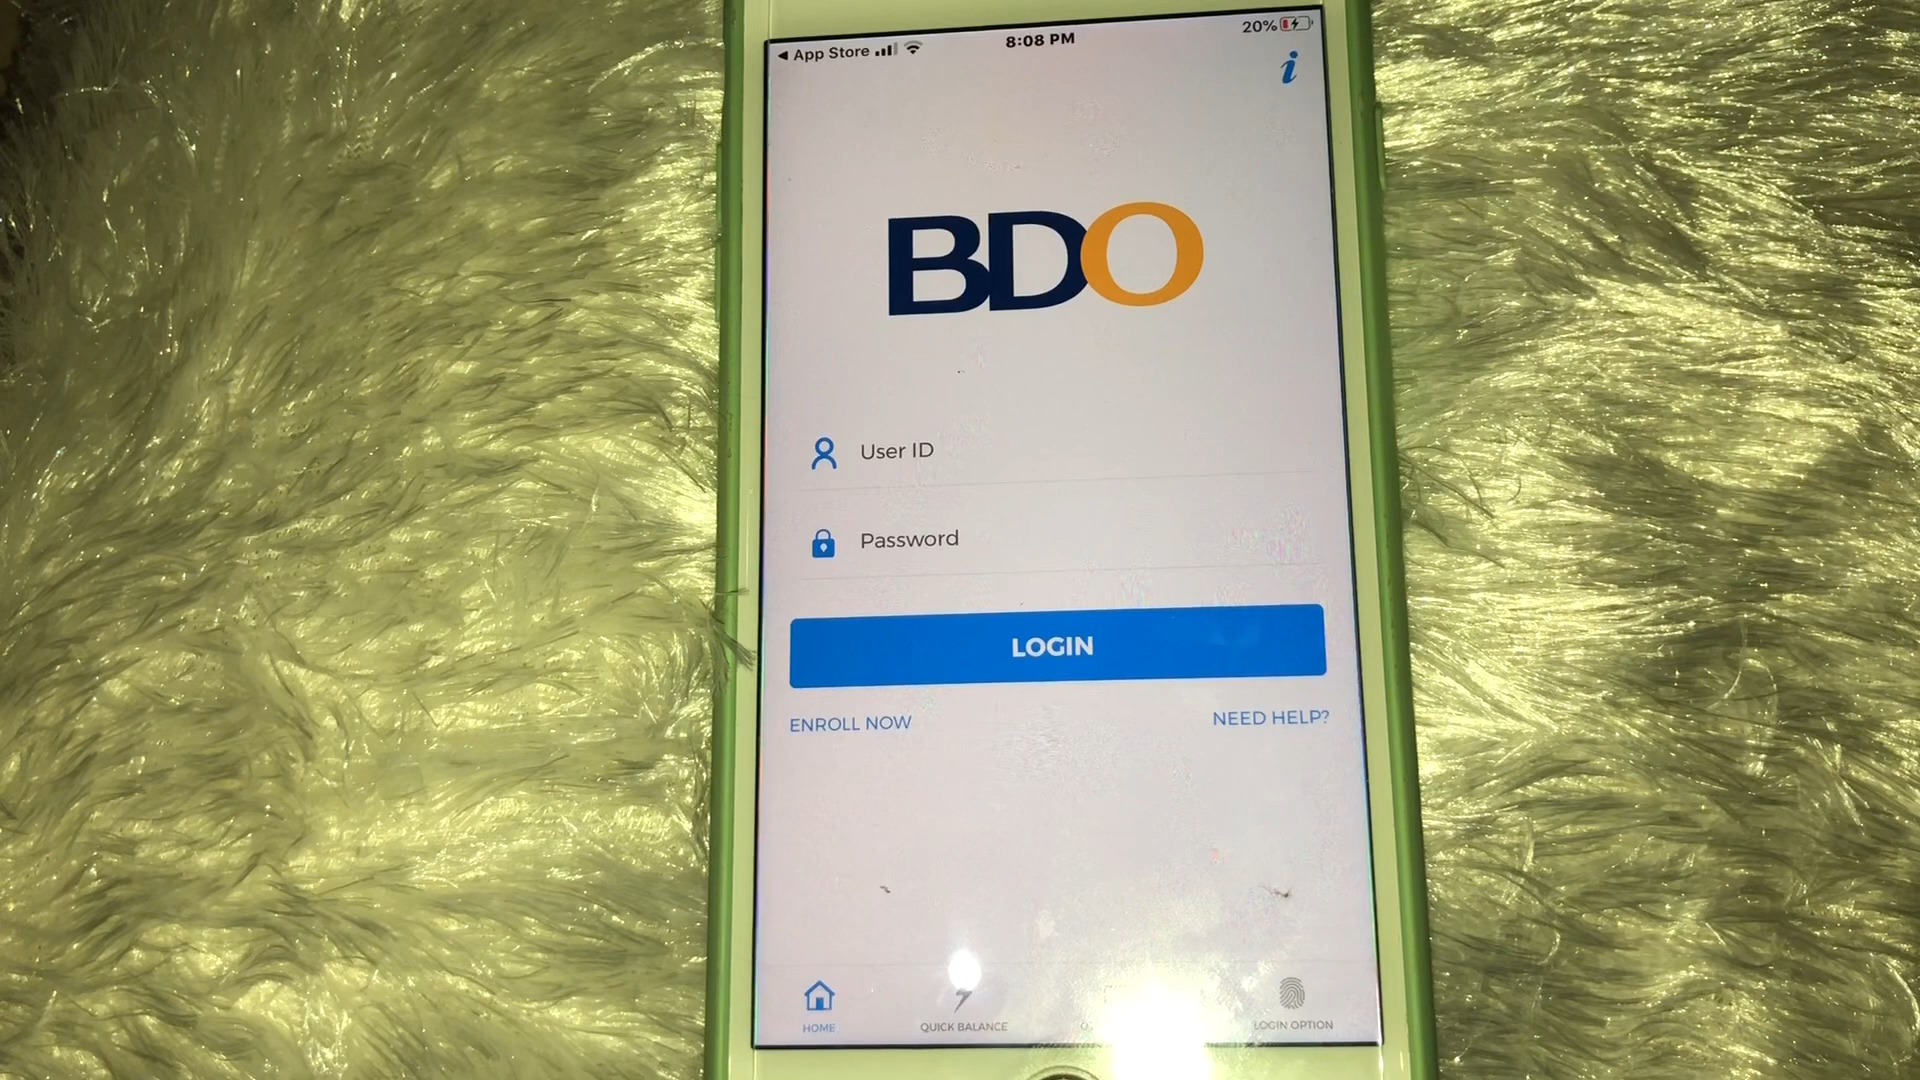 ◀ App Store
8:08 PM
20%
i
BDO
User ID
Password
LOGIN
ENROLL NOW
NEED HELP?
HOME
QUICK BALANCE
LOGIN OPTION